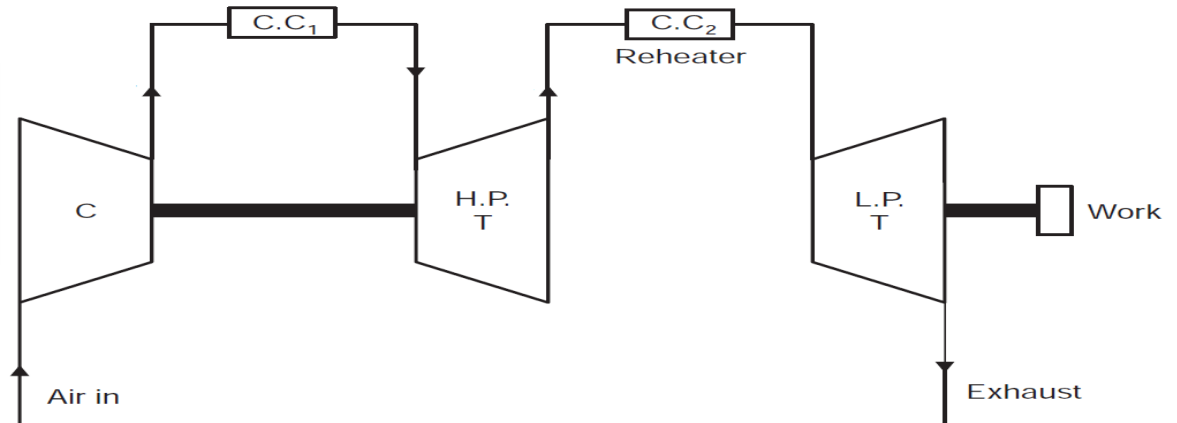 C.C₁
C.C₂
Reheater
C
H.P.
T
L.P.
T
Work
Air in
Exhaust